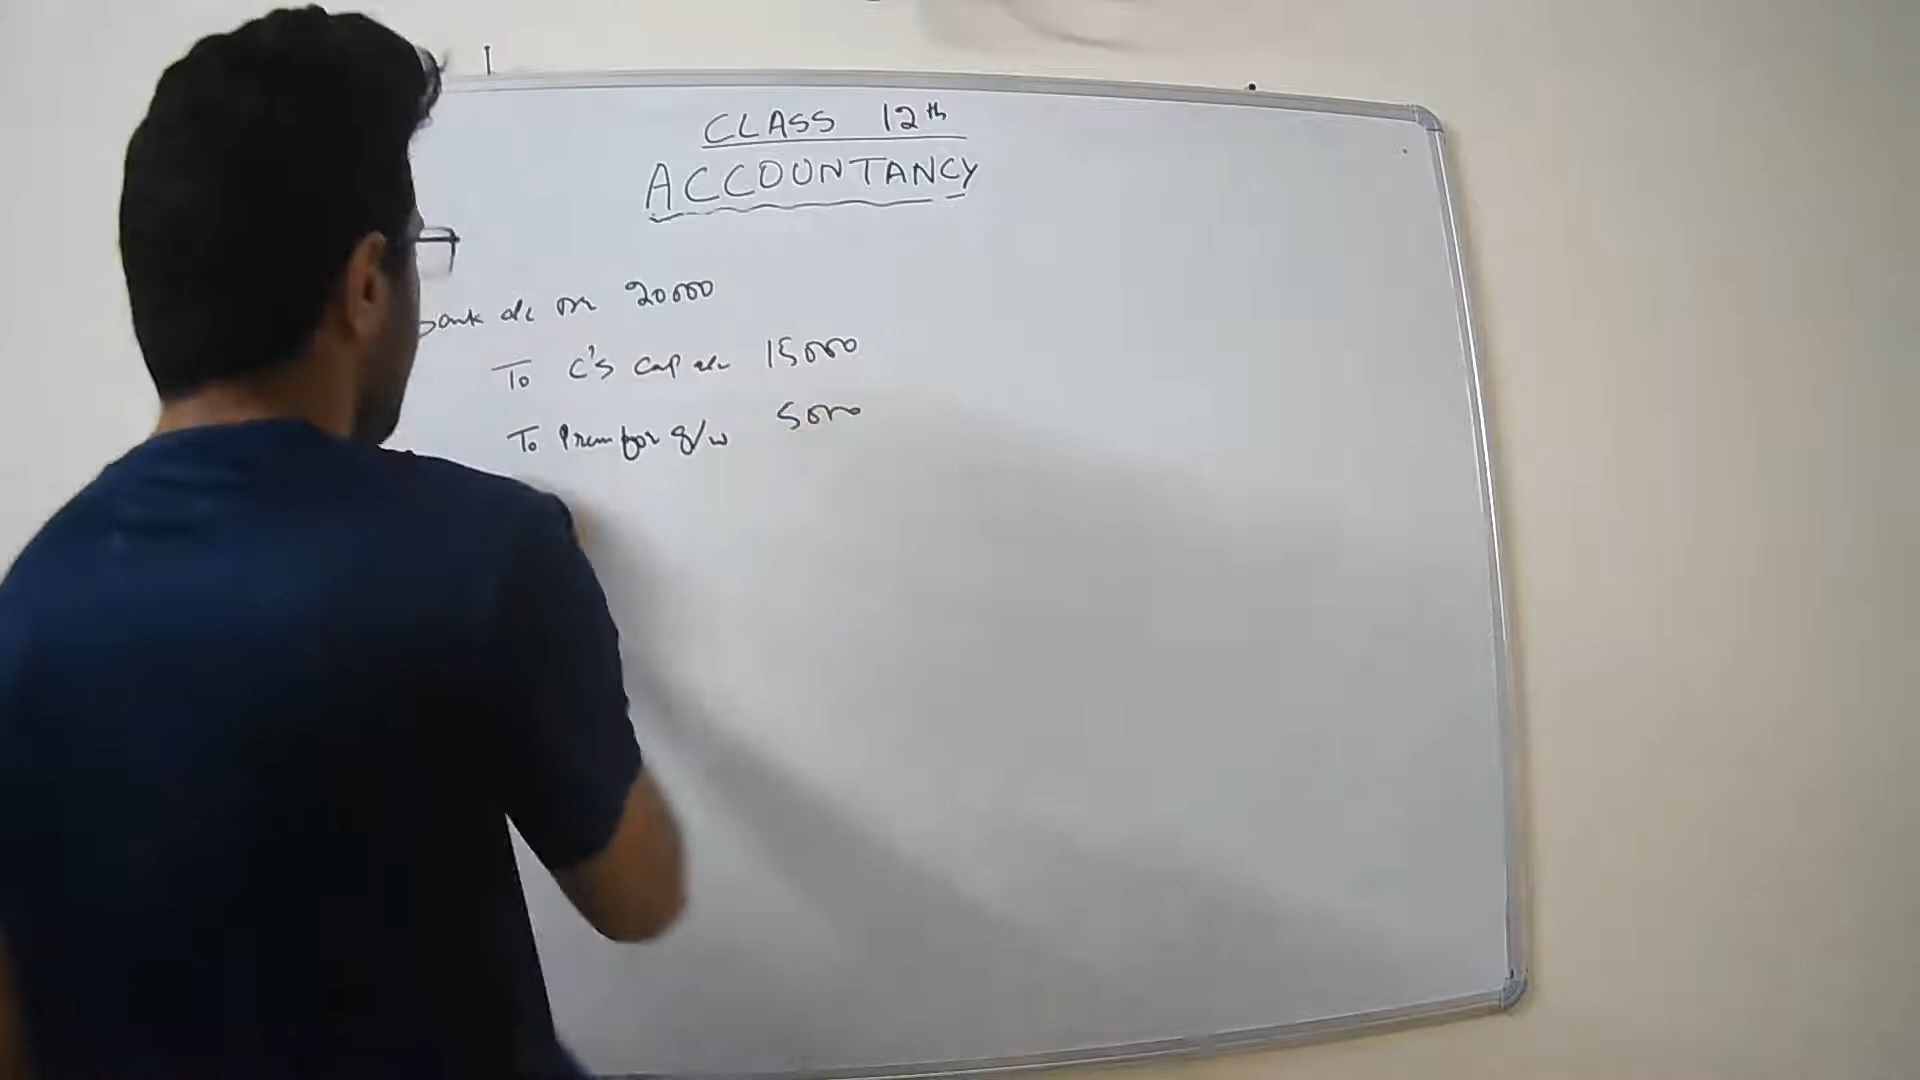 CLASS 12th
ACCOUNTANCY
bank a/c Dr 20000
To C's Cap a/c 15000
To Prem for g/w 5000